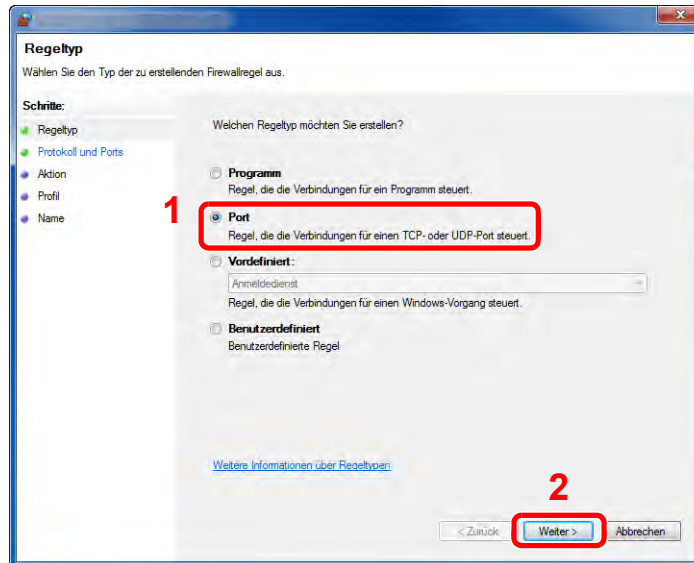 Regeltyp
Wählen Sie den Typ der zu erstellenden Firewallregel aus.
Schritte:
Regeltyp
Protokoll und Ports
Aktion
Profil
Name
Welchen Regeltyp möchten Sie erstellen?
Programm
Regel, die die Verbindungen für ein Programm steuert.
1
Port
Regel, die die Verbindungen für einen TCP- oder UDP-Port steuert.
Vordefiniert:
Anmeldedienst
Regel, die die Verbindungen für einen Windows-Vorgang steuert.
Benutzerdefiniert
Benutzerdefinierte Regel
Weitere Informationen über Regeltypen
2
< Zurück
Weiter >
Abbrechen